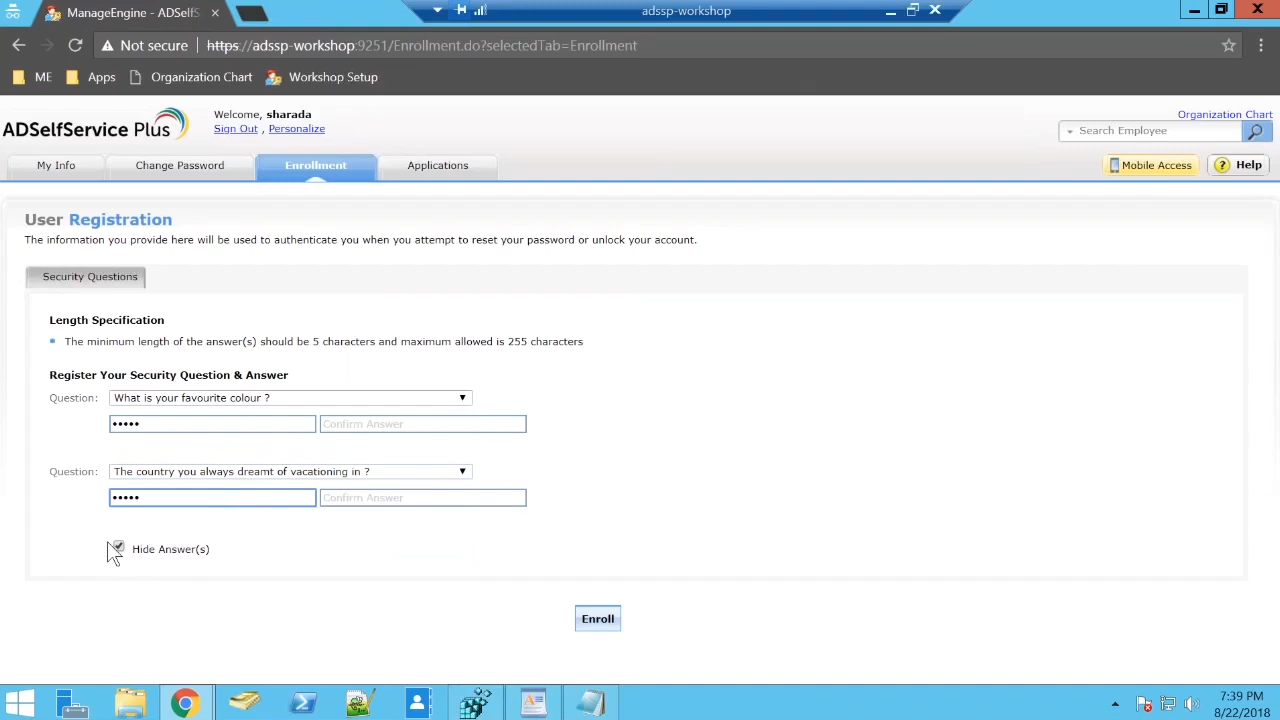 ManageEngine - ADSelfS ×
adssp-workshop
Not secure | https://adssp-workshop:9251/Enrollment.do?selectedTab=Enrollment
ME Apps Organization Chart Workshop Setup
ADSelfService Plus
Welcome, sharada
Sign Out , Personalize
Organization Chart
Search Employee
My Info Change Password Enrollment Applications
Mobile Access ? Help
User Registration
The information you provide here will be used to authenticate you when you attempt to reset your password or unlock your account.
Security Questions
Length Specification
The minimum length of the answer(s) should be 5 characters and maximum allowed is 255 characters
Register Your Security Question & Answer
Question: What is your favourite colour ?
••••• Confirm Answer
Question: The country you always dreamt of vacationing in ?
••••• Confirm Answer
Hide Answer(s)
Enroll
7:39 PM
8/22/2018